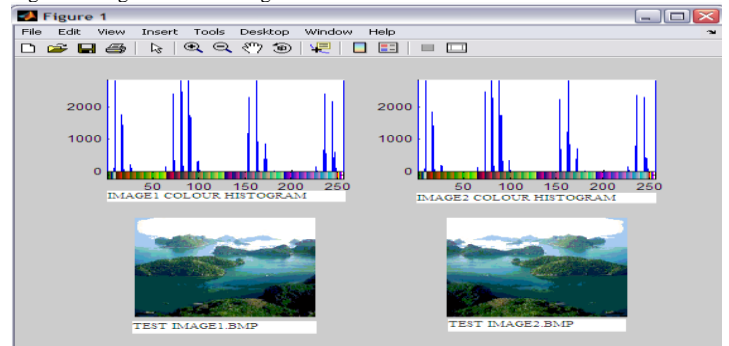 Figure 1
File Edit View Insert Tools Desktop Window Help
2000
1000
0
50 100 150 200 250
IMAGE1 COLOUR HISTOGRAM
2000
1000
0
50 100 150 200 250
IMAGE2 COLOUR HISTOGRAM
TEST IMAGE1.BMP
TEST IMAGE2.BMP